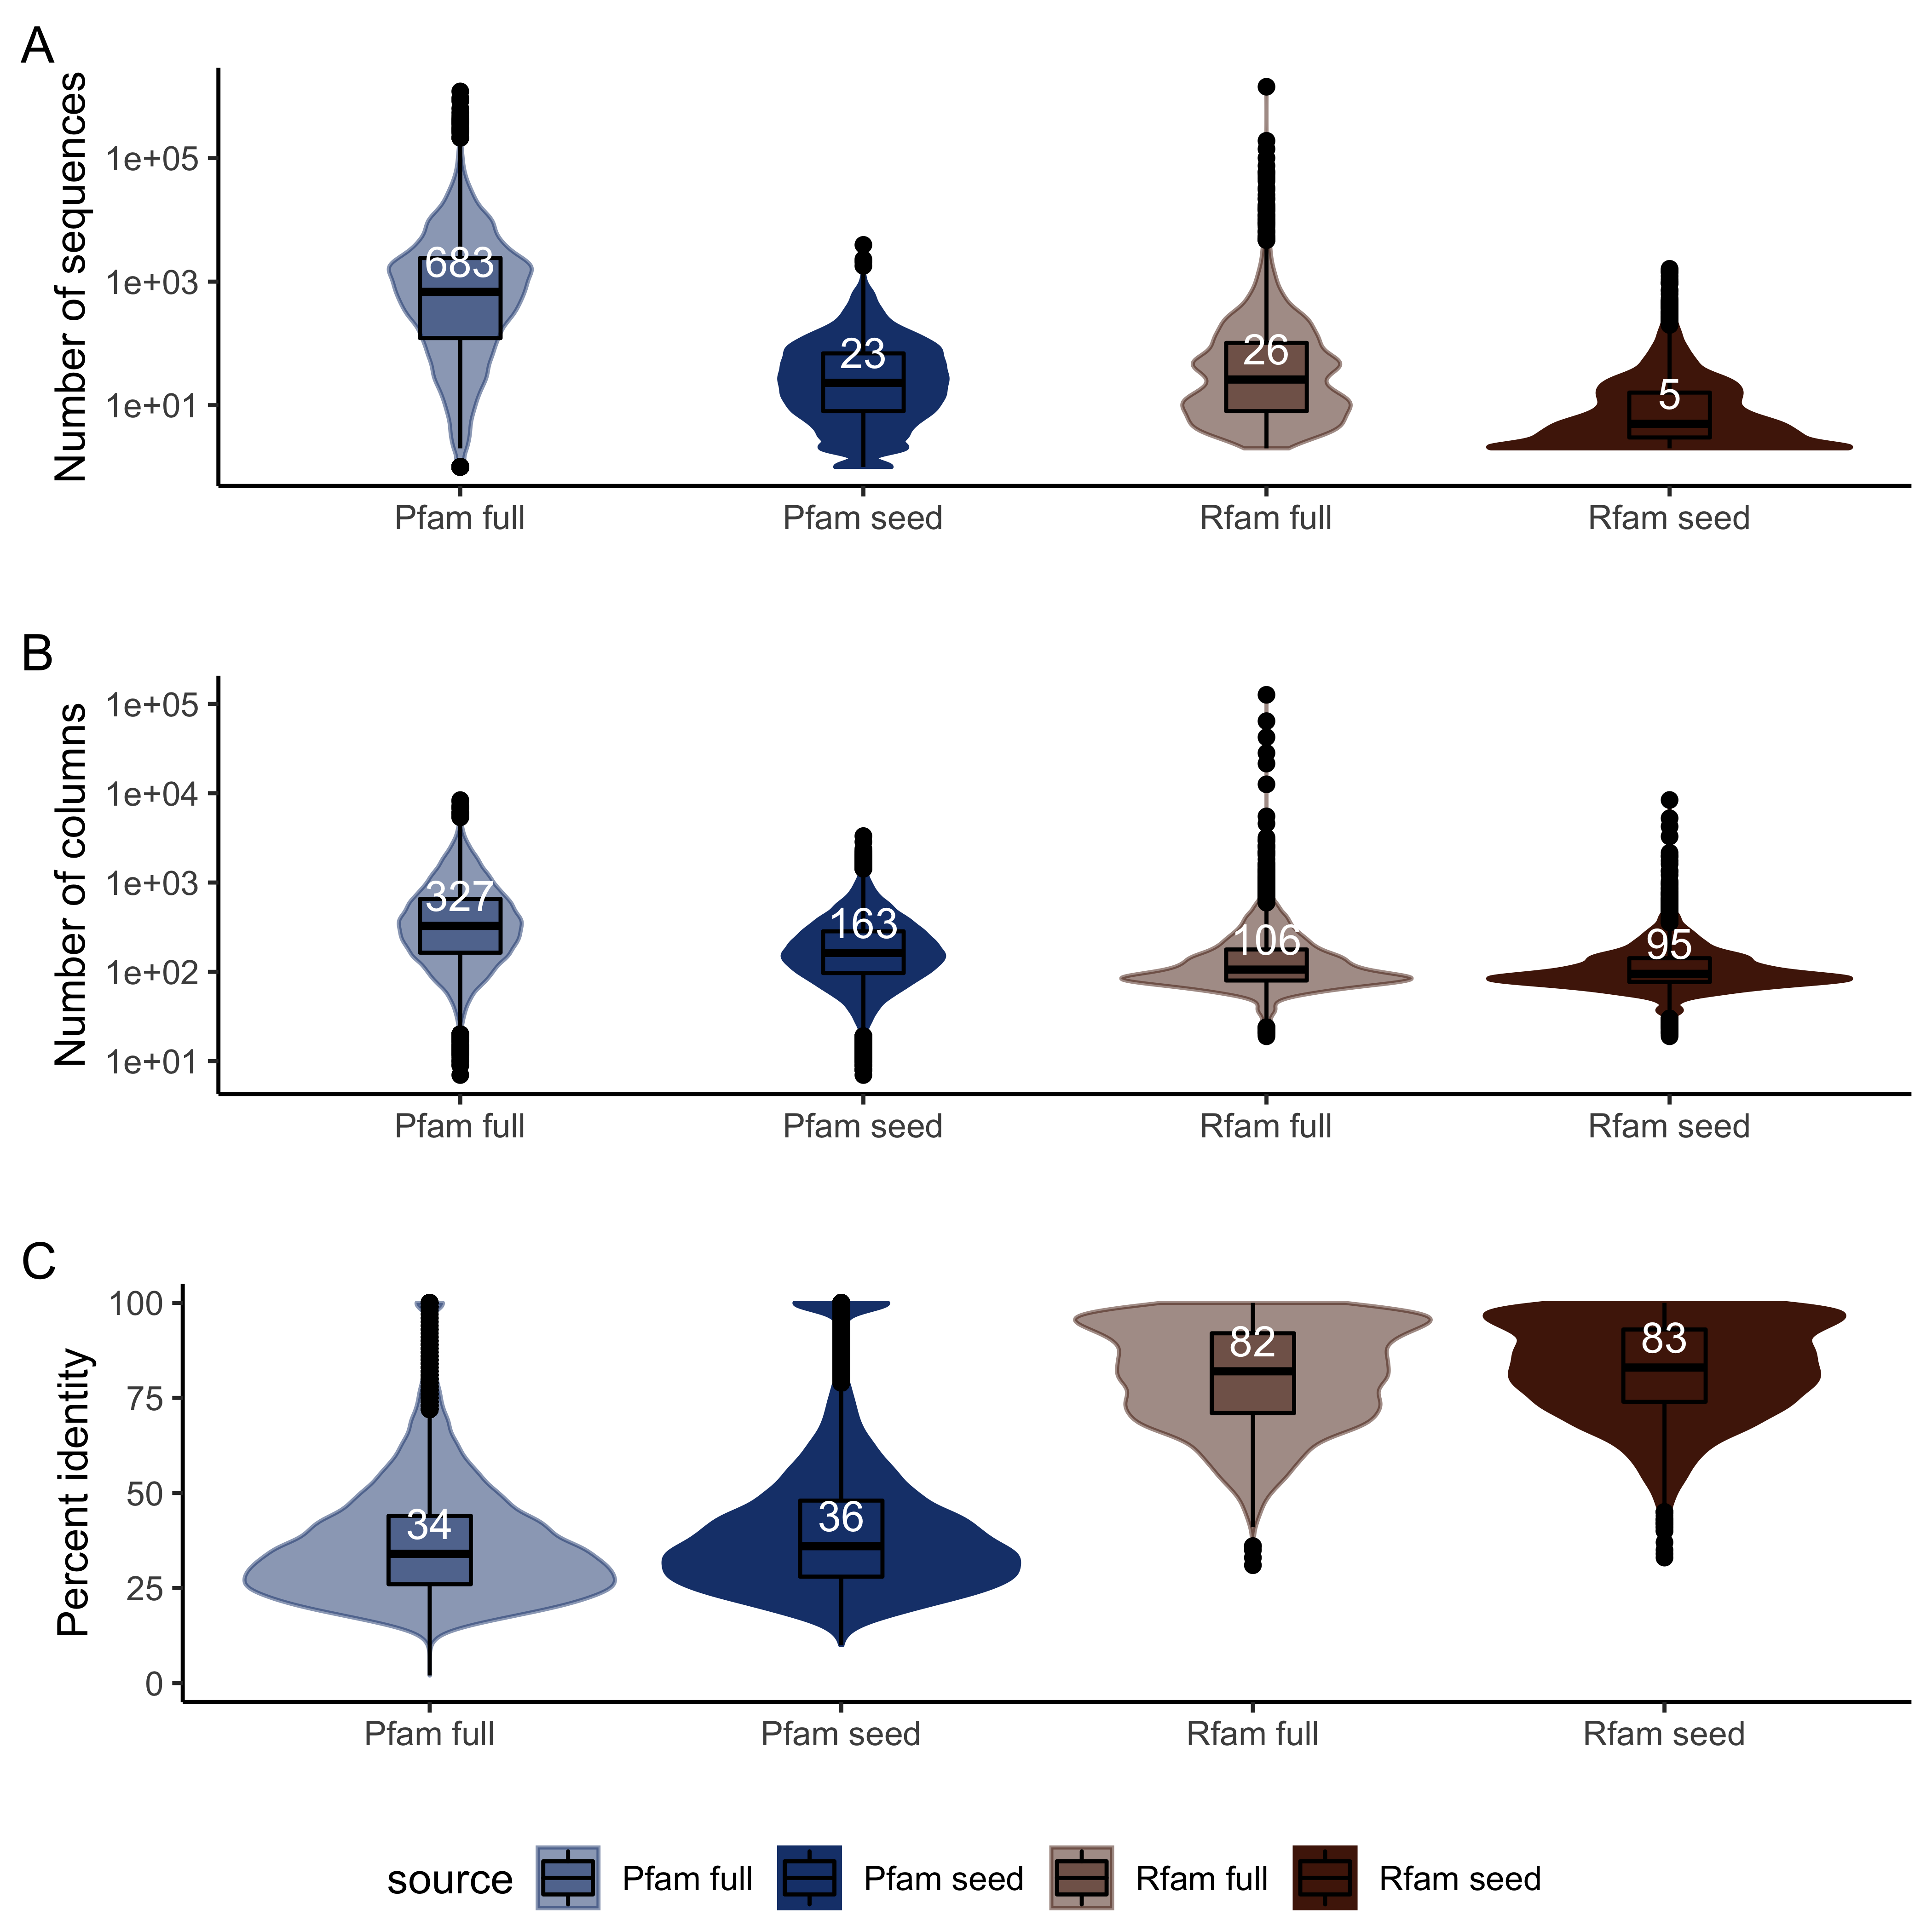 A
Number of sequences
1e+05
1e+03
1e+01
683
23
26
5
Pfam full
Pfam seed
Rfam full
Rfam seed
B
Number of columns
1e+05
1e+04
1e+03
1e+02
1e+01
327
163
106
95
Pfam full
Pfam seed
Rfam full
Rfam seed
C
Percent identity
100
75
50
25
0
34
36
82
83
Pfam full
Pfam seed
Rfam full
Rfam seed
source
Pfam full
Pfam seed
Rfam full
Rfam seed